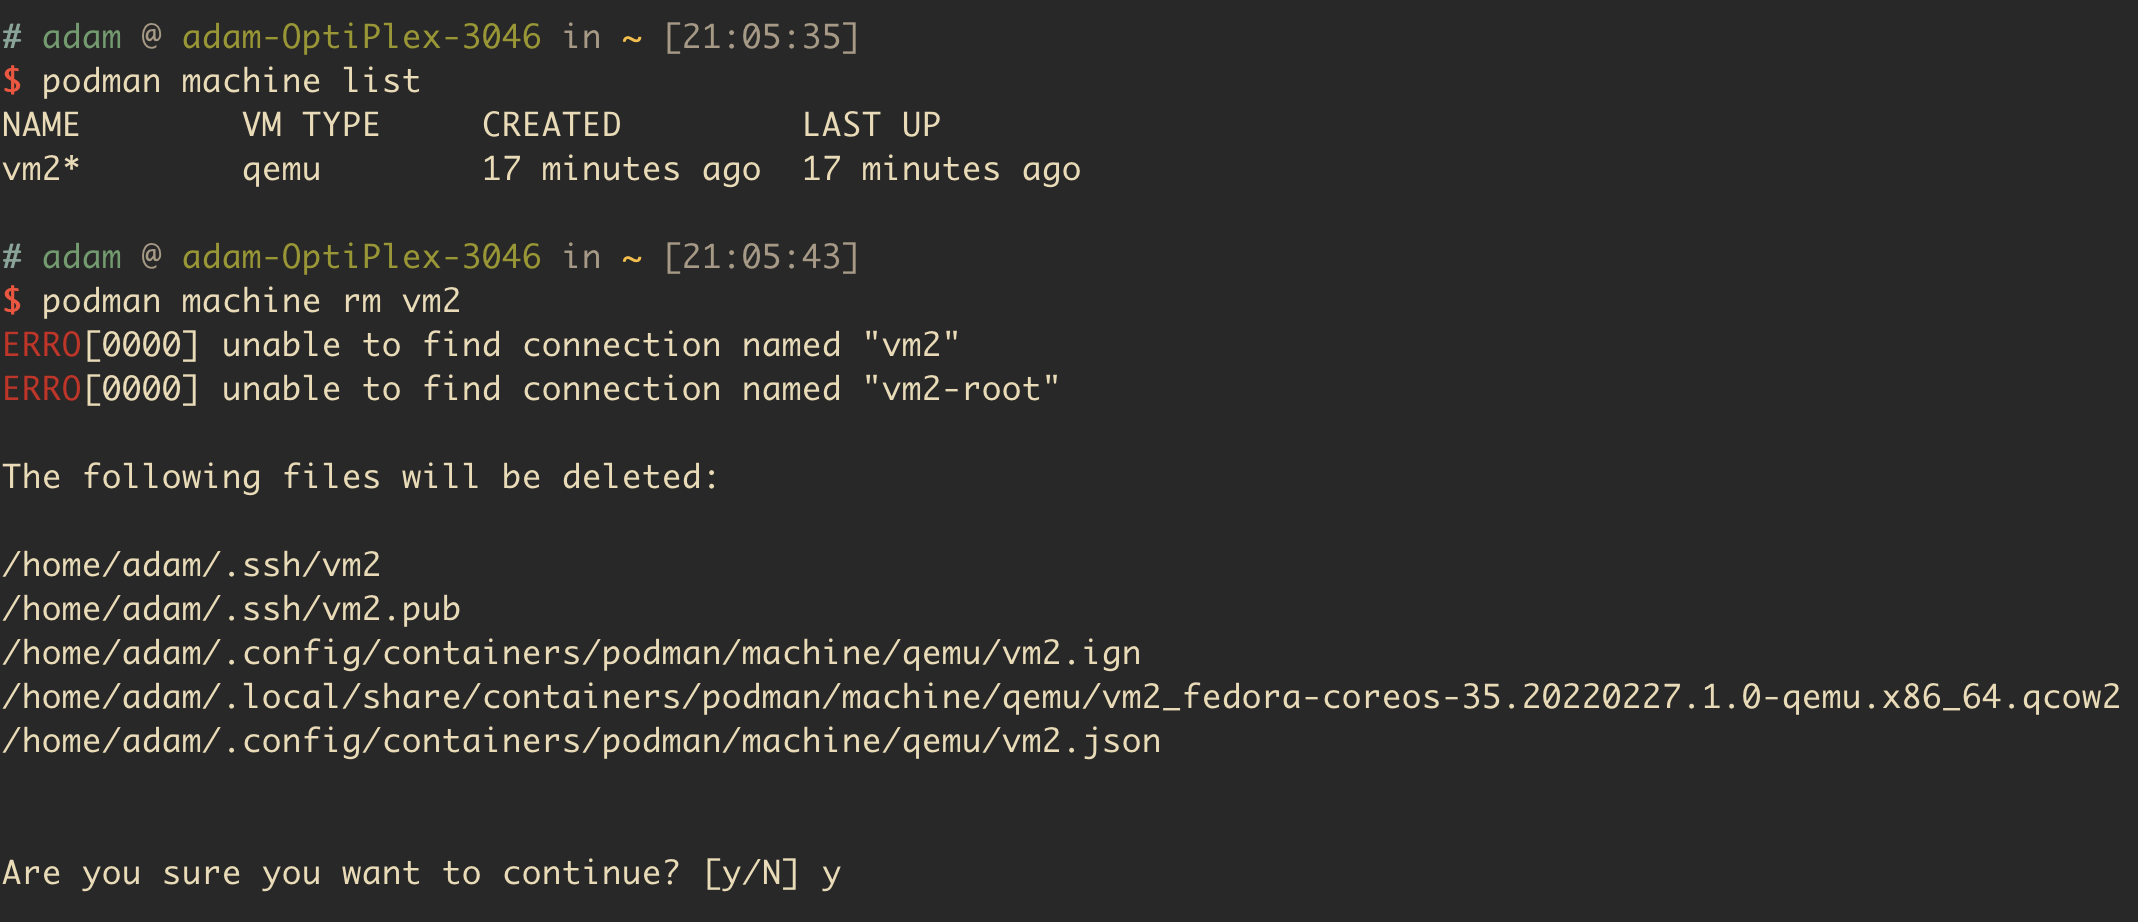 # adam @ adam-OptiPlex-3046 in ~ [21:05:35]
$ podman machine list
NAME        VM TYPE     CREATED         LAST UP
vm2*        qemu        17 minutes ago  17 minutes ago

# adam @ adam-OptiPlex-3046 in ~ [21:05:43]
$ podman machine rm vm2
ERRO[0000] unable to find connection named "vm2"
ERRO[0000] unable to find connection named "vm2-root"

The following files will be deleted:

/home/adam/.ssh/vm2
/home/adam/.ssh/vm2.pub
/home/adam/.config/containers/podman/machine/qemu/vm2.ign
/home/adam/.local/share/containers/podman/machine/qemu/vm2_fedora-coreos-35.20220227.1.0-qemu.x86_64.qcow2
/home/adam/.config/containers/podman/machine/qemu/vm2.json


Are you sure you want to continue? [y/N] y